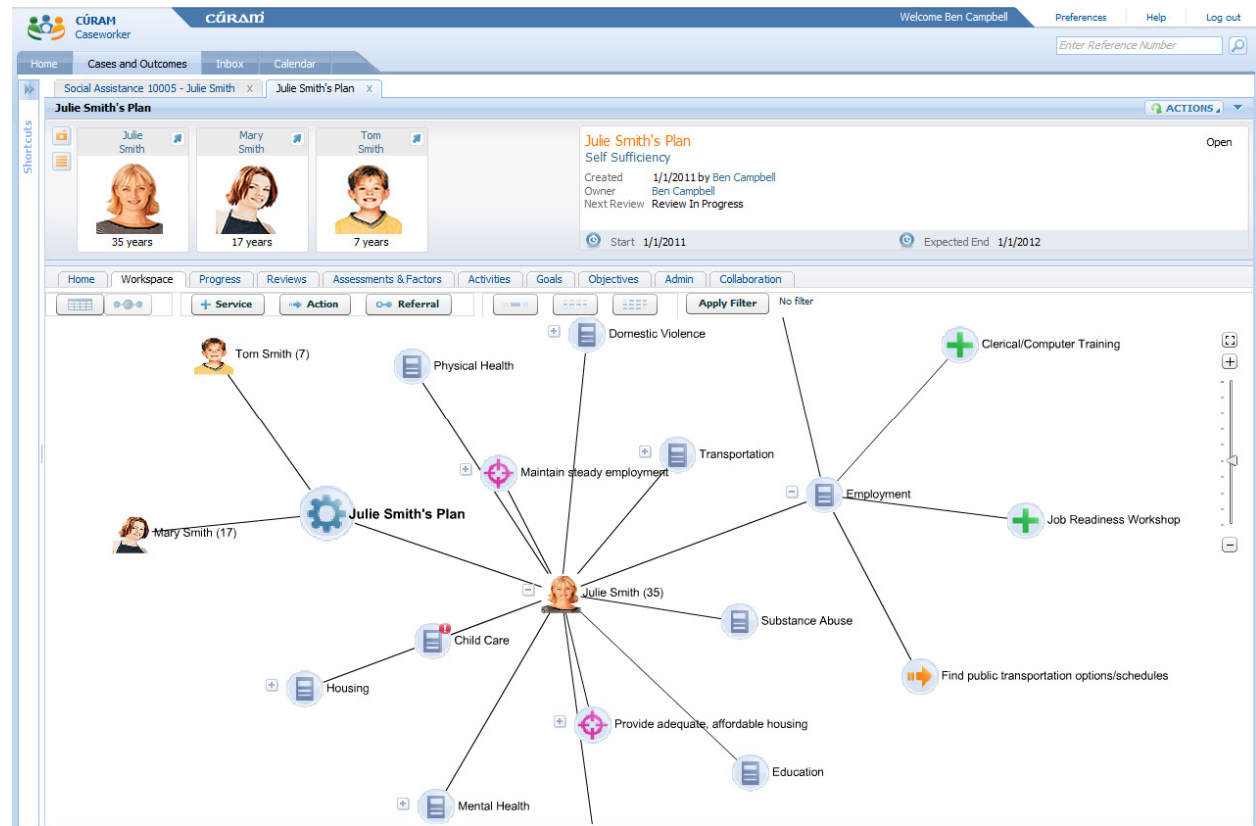 CÚRAM
Caseworker
CÚRAM
Welcome Ben Campbell
Preferences
Help
Log out
Enter Reference Number
Home
Cases and Outcomes
Inbox
Calendar
Social Assistance 10005 - Julie Smith x
Julie Smith's Plan x
Julie Smith's Plan
ACTIONS
Shortcuts
Julie
Smith
35 years
Mary
Smith
17 years
Tom
Smith
7 years
Julie Smith's Plan
Open
Self Sufficiency
Created 1/1/2011 by Ben Campbell
Owner Ben Campbell
Next Review Review In Progress
Start 1/1/2011
Expected End 1/1/2012
Home
Workspace
Progress
Reviews
Assessments & Factors
Activities
Goals
Objectives
Admin
Collaboration
Service
Action
Referral
Apply Filter
No filter
Domestic Violence
Clerical/Computer Training
Tom Smith (7)
Physical Health
Transportation
Maintain steady employment
Employment
Julie Smith's Plan
Job Readiness Workshop
Mary Smith (17)
Julie Smith (35)
Substance Abuse
Child Care
Find public transportation options/schedules
Housing
Provide adequate, affordable housing
Education
Mental Health